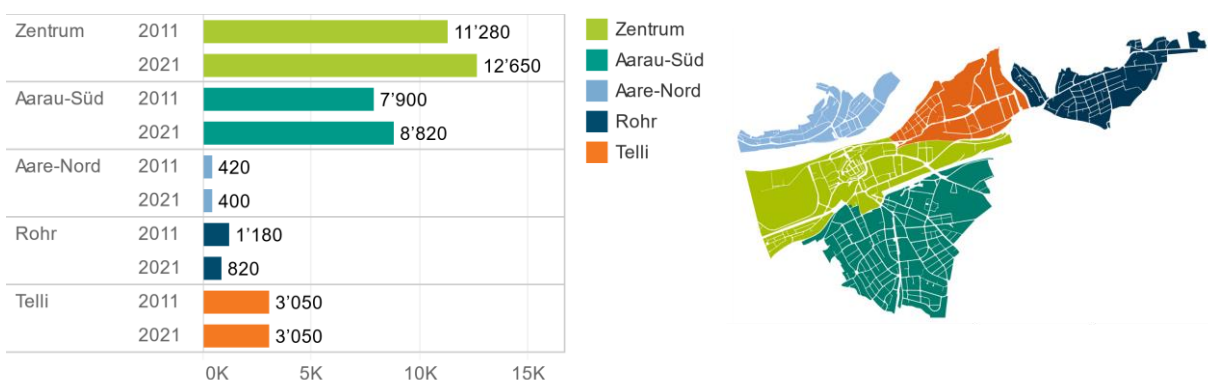 Zentrum 2011 11’280
2021 12’650
Aarau-Süd 2011 7’900
2021 8’820
Aare-Nord 2011 420
2021 400
Rohr 2011 1’180
2021 820
Telli 2011 3’050
2021 3’050
0K 5K 10K 15K
Zentrum
Aarau-Süd
Aare-Nord
Rohr
Telli